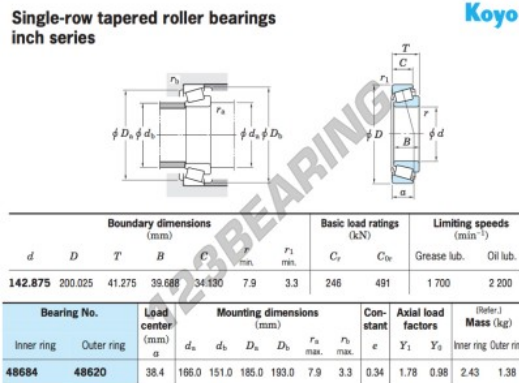 Single-row tapered roller bearings
inch series
Koyo
T
C
r1
r
B
a
φD
φd
rb
ra
φDa φdb
φda φDb
123BEARING
Boundary dimensions (mm)
Basic load ratings (kN)
Limiting speeds (min⁻¹)
d D T B C r min. r1 min. Cr C0r Grease lub. Oil lub.
142.875 200.025 41.275 39.688 34.130 7.9 3.3 246 491 1 700 2 200
Bearing No.
Load center (mm) a
Mounting dimensions (mm)
Constant e
Axial load factors
(Refer.) Mass (kg)
Inner ring Outer ring da db Da Db ra max. rb max. Y1 Y0 Inner ring Outer rin
48684 48620 38.4 166.0 151.0 185.0 193.0 7.9 3.3 0.34 1.78 0.98 2.43 1.38